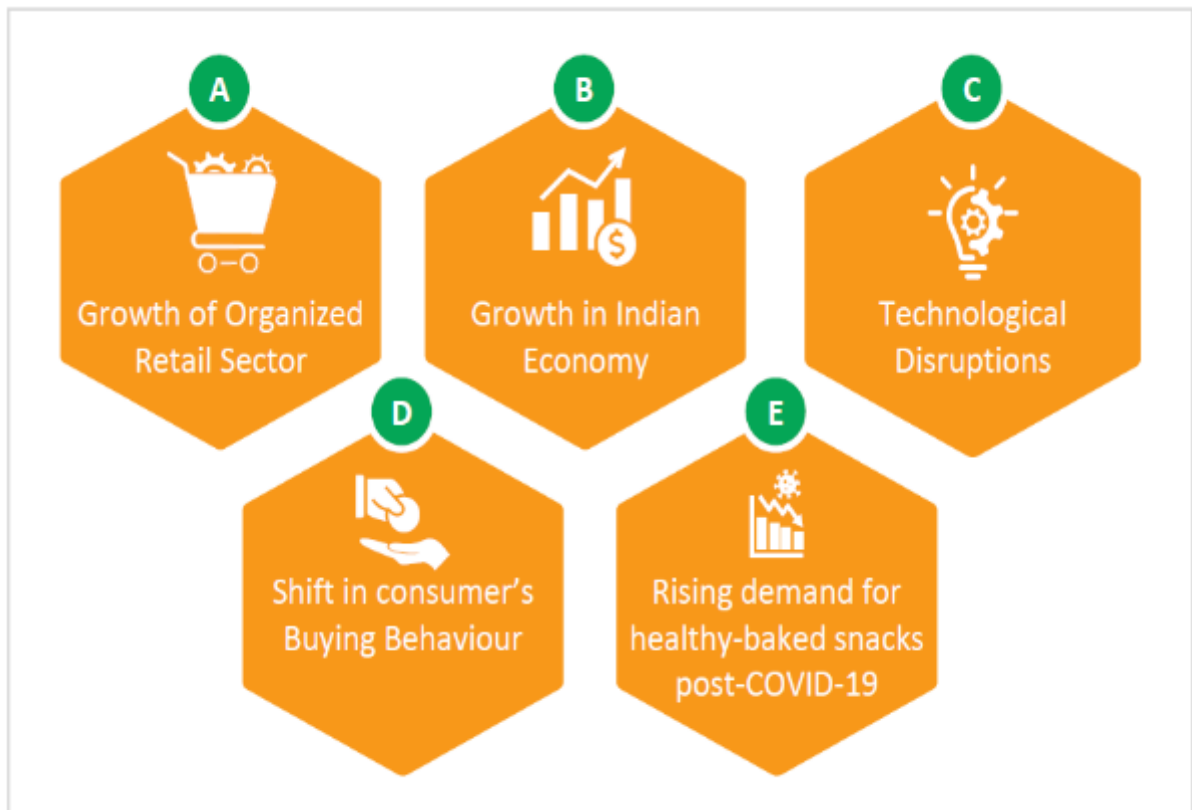 A
Growth of Organized
Retail Sector
B
$
Growth in Indian
Economy
C
Technological
Disruptions
D
Shift in consumer's
Buying Behaviour
E
Rising demand for
healthy-baked snacks
post-COVID-19